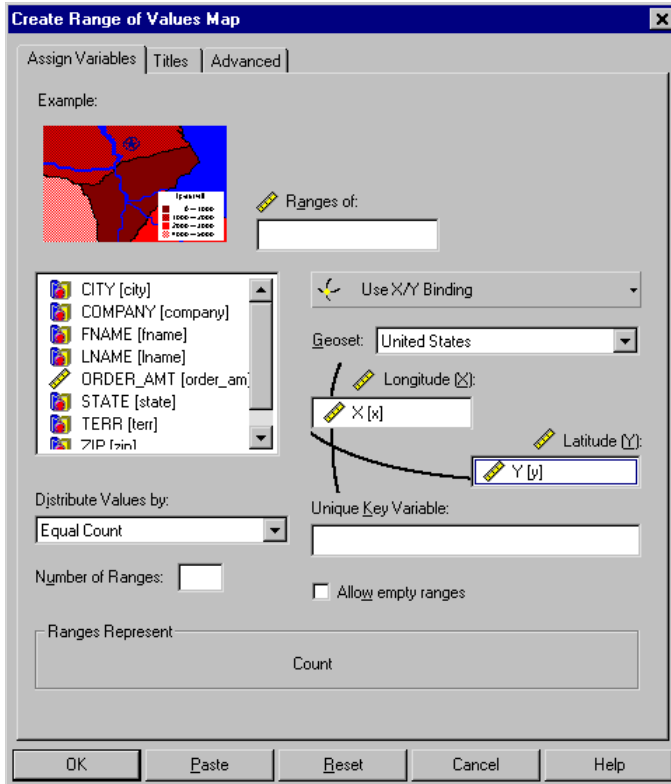 Create Range of Values Map
Assign Variables
Titles
Advanced
Example:
Ranges of:
CITY [city]
COMPANY [company]
FNAME [fname]
LNAME [lname]
ORDER_AMT [order_am
STATE [state]
TERR [terr]
ZIP [zip]
Use X/Y Binding
Geoset:
United States
Longitude (X):
X [x]
Latitude (Y):
Y [y]
Distribute Values by:
Equal Count
Unique Key Variable:
Number of Ranges:
Allow empty ranges
Ranges Represent
Count
OK
Paste
Reset
Cancel
Help